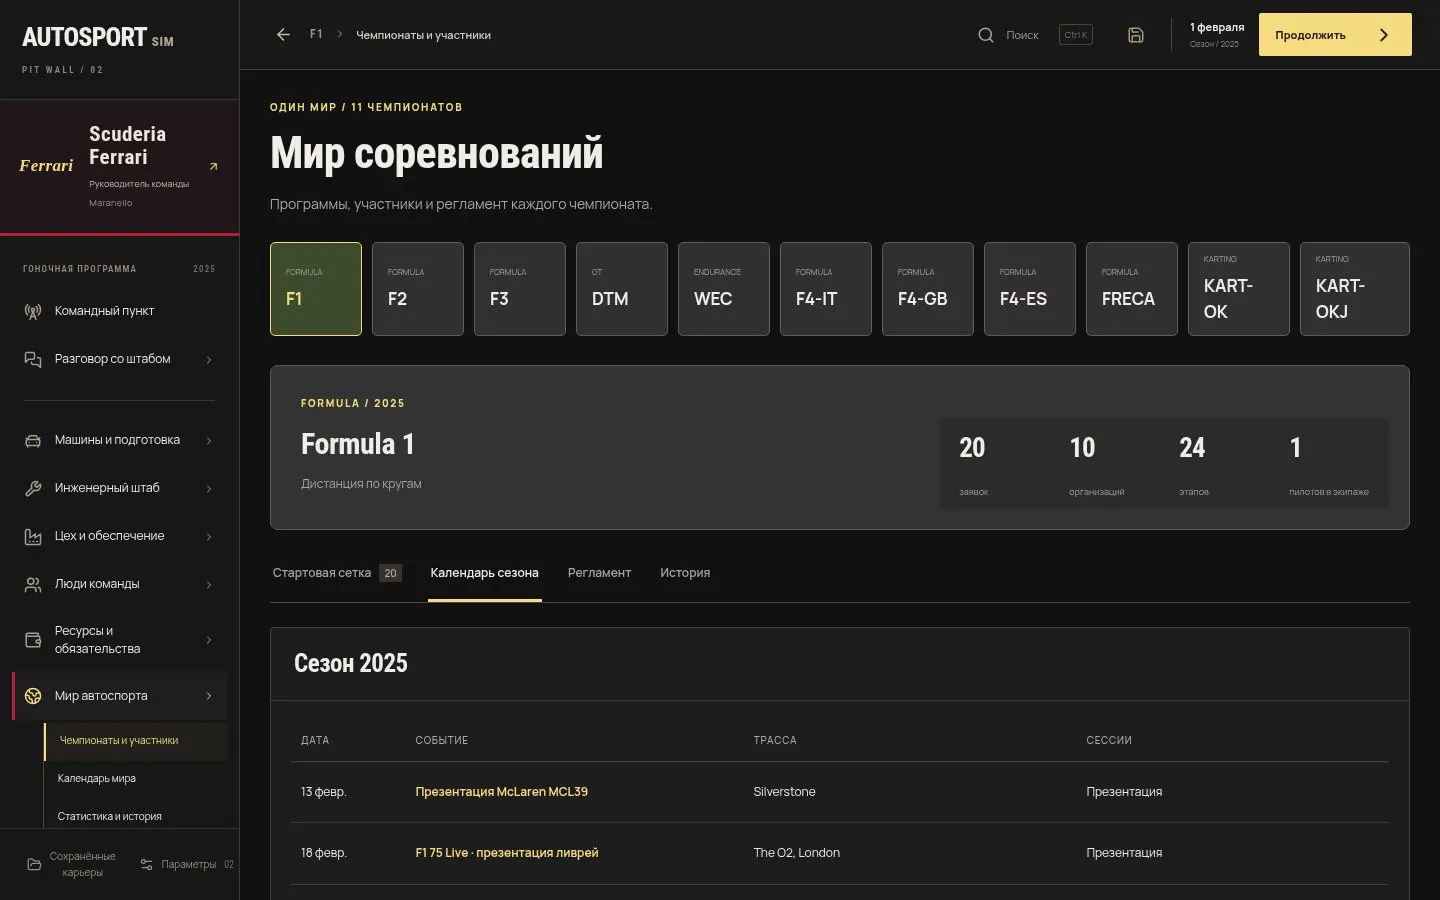 AUTOSPORT SIM
PIT WALL / 02
Ferrari
Scuderia
Ferrari
Руководитель команды
Maranello
ГОНОЧНАЯ ПРОГРАММА 2025
Командный пункт
Разговор со штабом
Машины и подготовка
Инженерный штаб
Цех и обеспечение
Люди команды
Ресурсы и
обязательства
Мир автоспорта
Чемпионаты и участники
Календарь мира
Статистика и история
Сохранённые
карьеры
Параметры 02
F1 Чемпионаты и участники
Поиск Ctrl K
1 февраля
Сезон / 2025
Продолжить
ОДИН МИР / 11 ЧЕМПИОНАТОВ
Мир соревнований
Программы, участники и регламент каждого чемпионата.
FORMULA
F1
FORMULA
F2
FORMULA
F3
GT
DTM
ENDURANCE
WEC
FORMULA
F4-IT
FORMULA
F4-GB
FORMULA
F4-ES
FORMULA
FRECA
KARTING
KART-
OK
KARTING
KART-
OKJ
FORMULA / 2025
Formula 1
Дистанция по кругам
20
заявок
10
организаций
24
этапов
1
пилотов в экипаже
Стартовая сетка 20 Календарь сезона Регламент История
Сезон 2025
ДАТА СОБЫТИЕ ТРАССА СЕССИИ
13 февр. Презентация McLaren MCL39 Silverstone Презентация
18 февр. F1 75 Live · презентация ливрей The O2, London Презентация